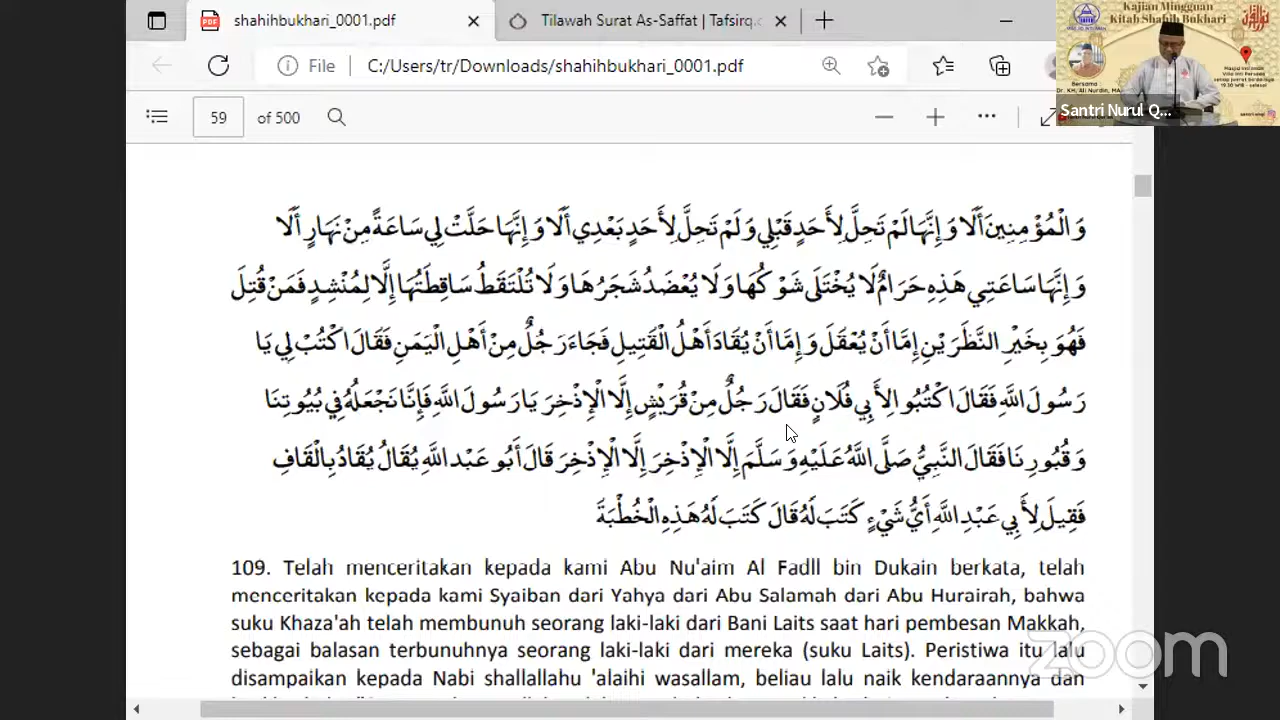 shahihbukhari_0001.pdf
Tilawah Surat As-Saffat | Tafsirq.c
File
C:/Users/tr/Downloads/shahihbukhari_0001.pdf
59 of 500
Kajian Mingguan
Kitab Shahih Bukhari
Bersama :
Dr. KH. Ali Nurdin, MA
Santri Nurul Q...
وَالْمُؤْمِنِينَ أَلَا وَإِنَّهَا لَمْ تَحِلَّ لِأَحَدٍ قَبْلِي وَلَمْ تَحِلَّ لِأَحَدٍ بَعْدِي أَلَا وَإِنَّهَا حَلَّتْ لِي سَاعَةً مِنْ نَهَارٍ أَلَا
وَإِنَّهَا سَاعَتِي هَذِهِ حَرَامٌ لَا يُخْتَلَى شَوْكُهَا وَلَا يُعْضَدُ شَجَرُهَا وَلَا تُلْتَقَطُ سَاقِطَتُهَا إِلَّا لِمُنْشِدٍ فَمَنْ قُتِلَ
فَهُوَ بِخَيْرِ النَّظَرَيْنِ إِمَّا أَنْ يُعْقَلَ وَإِمَّا أَنْ يُقَادَ أَهْلُ الْقَتِيلِ فَجَاءَ رَجُلٌ مِنْ أَهْلِ الْيَمَنِ فَقَالَ اكْتُبْ لِي يَا
رَسُولَ اللَّهِ فَقَالَ اكْتُبُوا لِأَبِي فُلَانٍ فَقَالَ رَجُلٌ مِنْ قُرَيْشٍ إِلَّا الْإِذْخِرَ يَا رَسُولَ اللَّهِ فَإِنَّا نَجْعَلُهُ فِي بُيُوتِنَا
وَقُبُورِنَا فَقَالَ النَّبِيُّ صَلَّى اللَّهُ عَلَيْهِ وَسَلَّمَ إِلَّا الْإِذْخِرَ إِلَّا الْإِذْخِرَ قَالَ أَبُو عَبْد اللَّهِ يُقَالُ يُقَادُ بِالْقَافِ
فَقِيلَ لِأَبِي عَبْدِ اللَّهِ أَيُّ شَيْءٍ كَتَبَ لَهُ قَالَ كَتَبَ لَهُ هَذِهِ الْخُطْبَةَ
109. Telah menceritakan kepada kami Abu Nu'aim Al Fadll bin Dukain berkata, telah
menceritakan kepada kami Syaiban dari Yahya dari Abu Salamah dari Abu Hurairah, bahwa
suku Khaza'ah telah membunuh seorang laki-laki dari Bani Laits saat hari pembesan Makkah,
sebagai balasan terbunuhnya seorang laki-laki dari mereka (suku Laits). Peristiwa itu lalu
disampaikan kepada Nabi shallallahu 'alaihi wasallam, beliau lalu naik kendaraannya dan
zoom